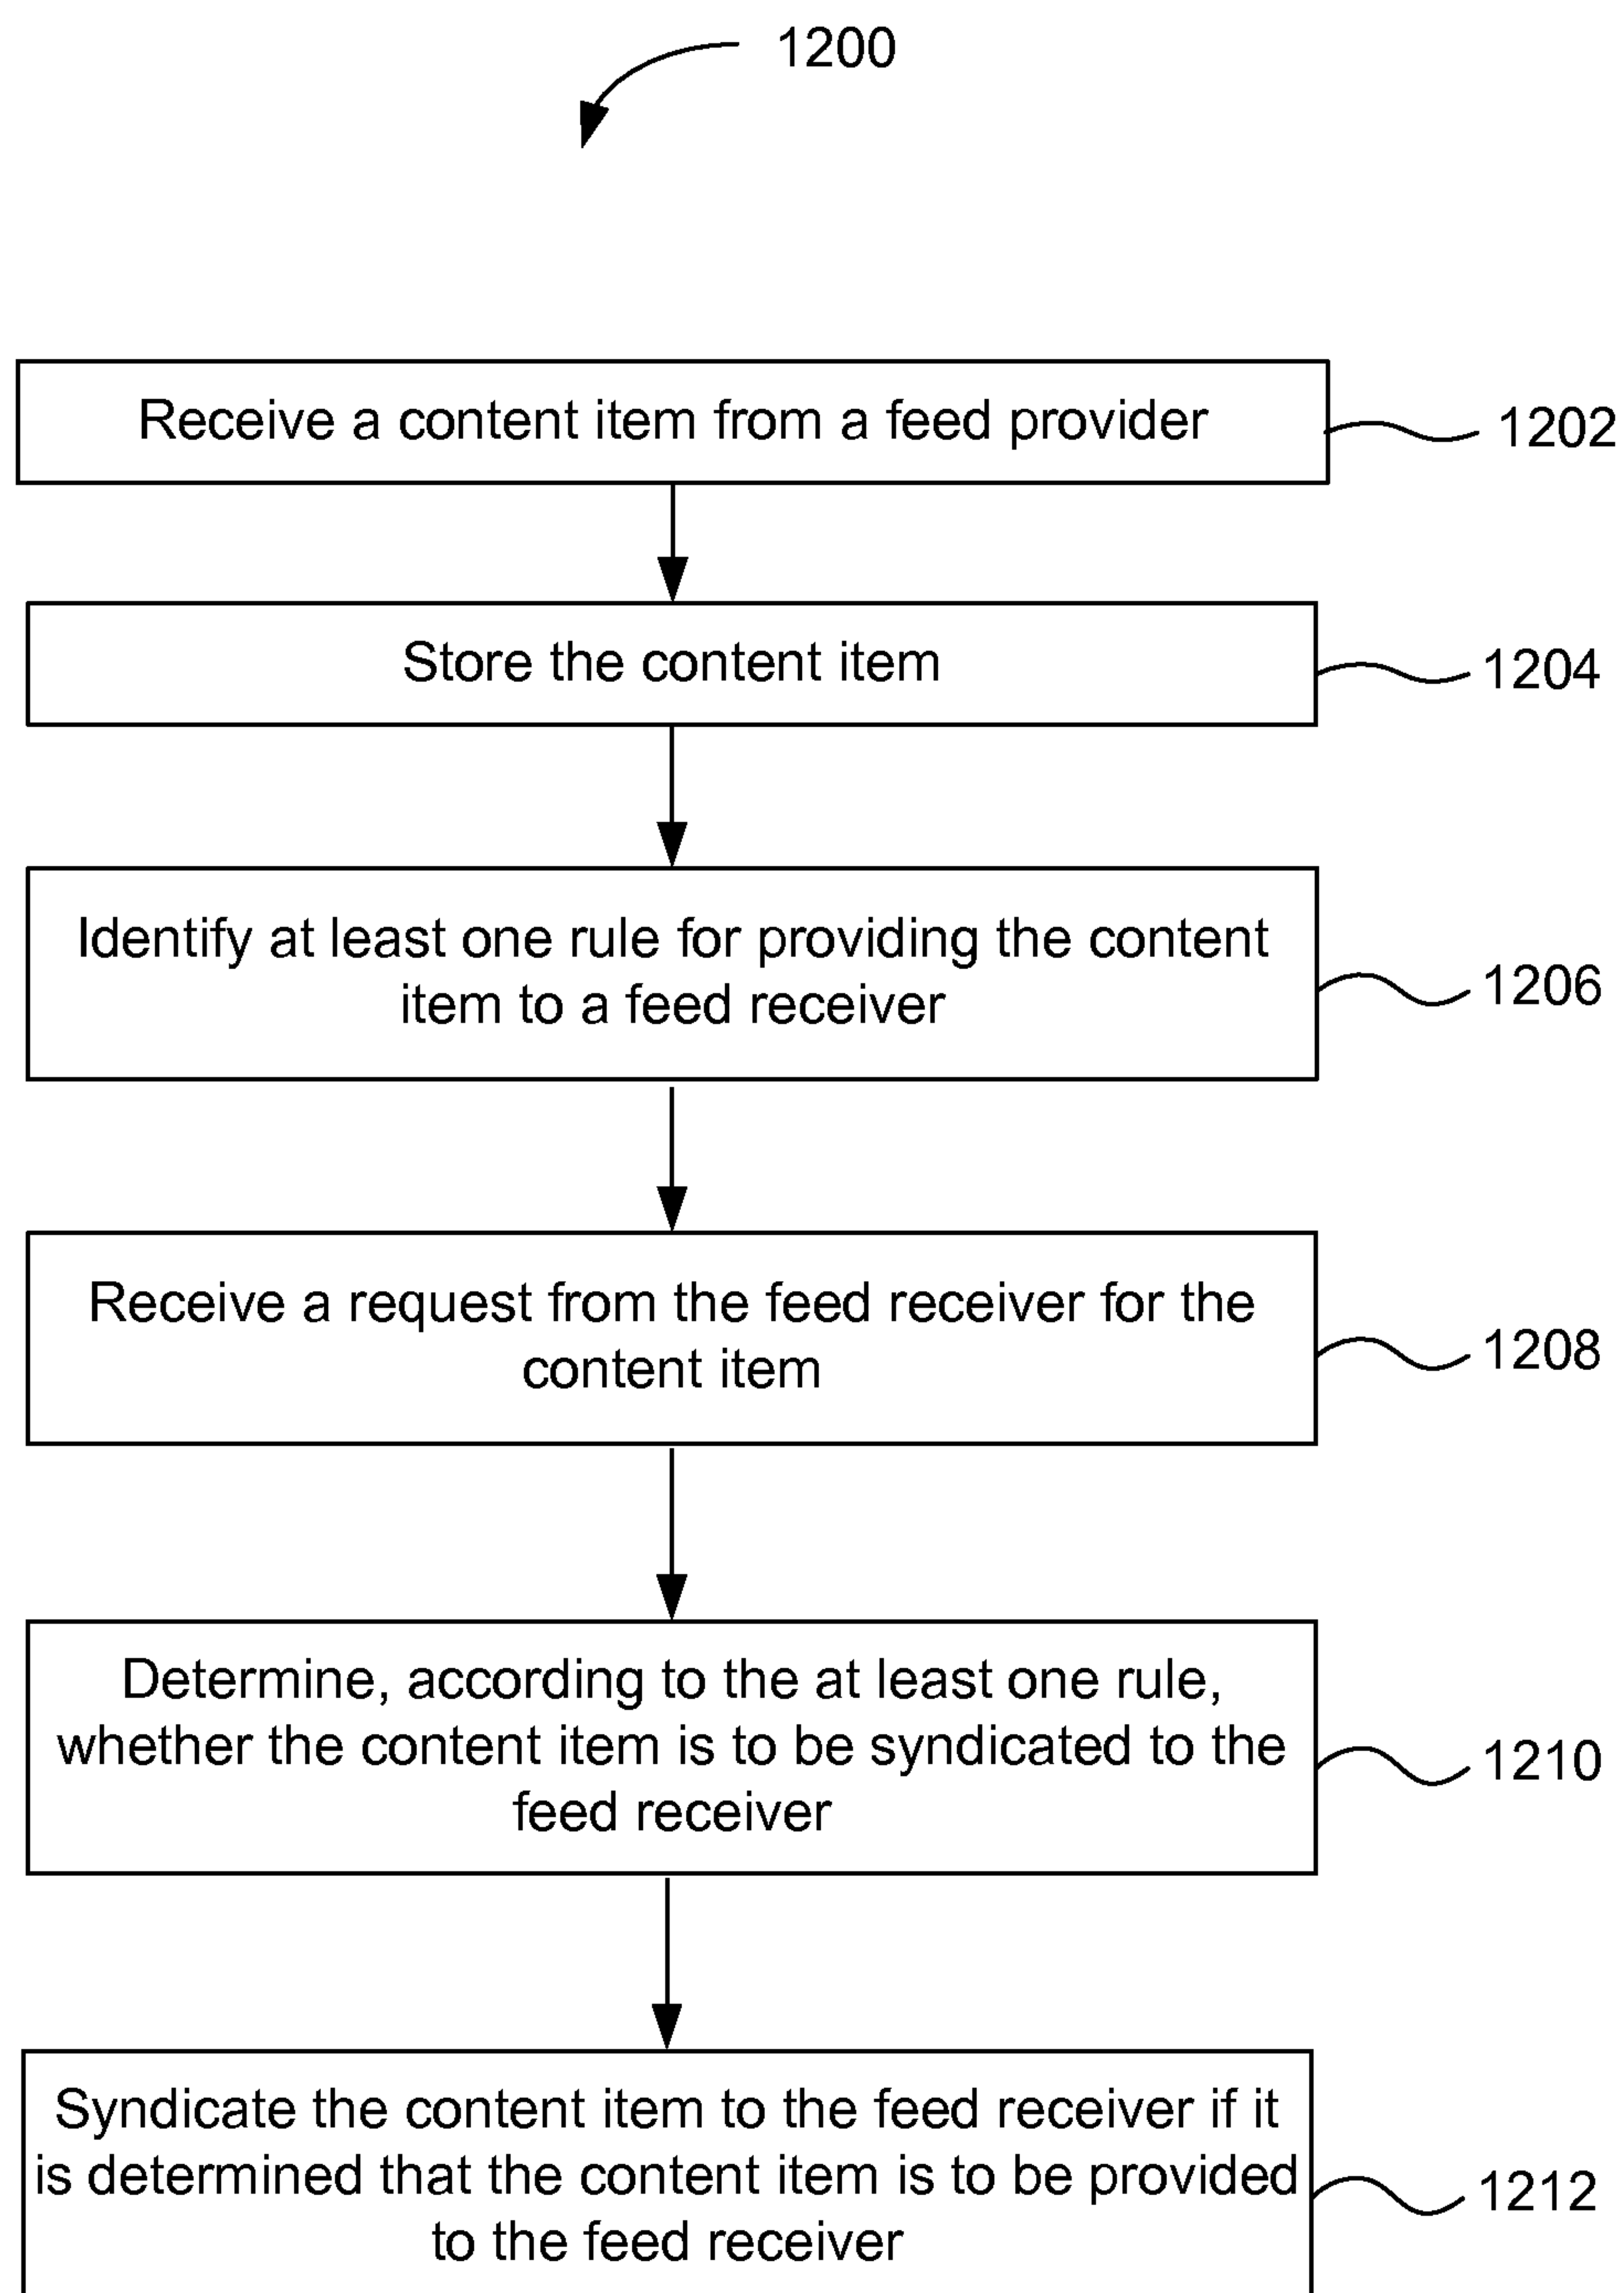 1200
Receive a content item from a feed provider
1202
Store the content item
1204
Identify at least one rule for providing the content
item to a feed receiver
1206
Receive a request from the feed receiver for the
content item
1208
Determine, according to the at least one rule,
whether the content item is to be syndicated to the
feed receiver
1210
Syndicate the content item to the feed receiver if it
is determined that the content item is to be provided
to the feed receiver
1212